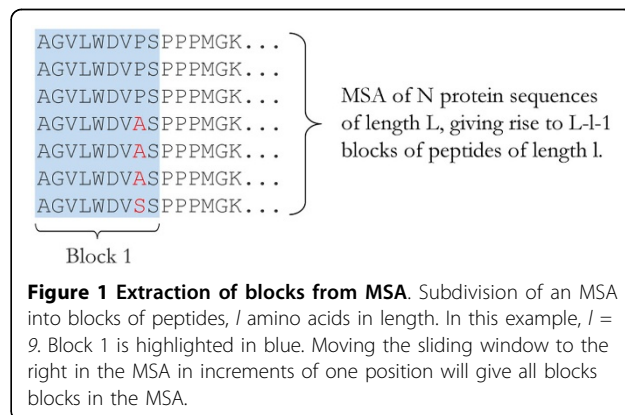 AGVLWDVPSPPPMGK...
AGVLWDVPSPPPMGK...
AGVLWDVPSPPPMGK...
AGVLWDVASPPPMGK...
AGVLWDVASPPPMGK...
AGVLWDVASPPPMGK...
AGVLWDVSSPPPMGK...
MSA of N protein sequences
of length L, giving rise to L-l-1
blocks of peptides of length l.
Block 1
Figure 1 Extraction of blocks from MSA. Subdivision of an MSA
into blocks of peptides, l amino acids in length. In this example, l =
9. Block 1 is highlighted in blue. Moving the sliding window to the
right in the MSA in increments of one position will give all blocks
blocks in the MSA.